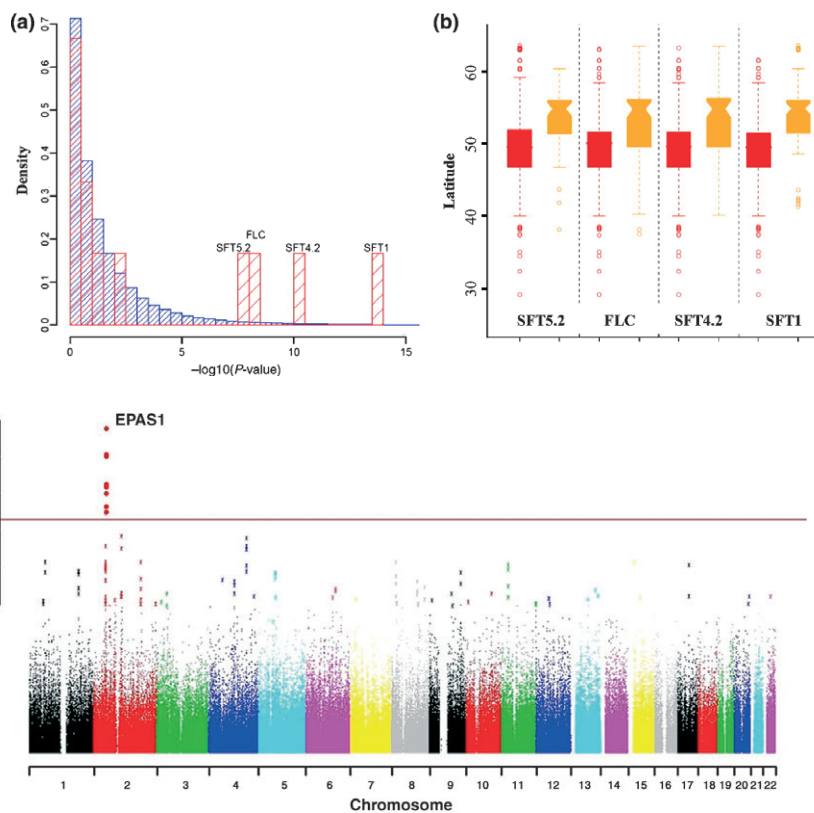 (a)
Density
0.7
0.6
0.5
0.4
0.3
0.2
0.1
0.0
FLC
SFT5.2 SFT4.2 SFT1
0 5 10 15
–log10(P-value)
(b)
Latitude
60
50
40
30
SFT5.2 FLC SFT4.2 SFT1
EPAS1
1 2 3 4 5 6 7 8 9 10 11 12 13 14 15 16 17 18 19 20 21 22
Chromosome